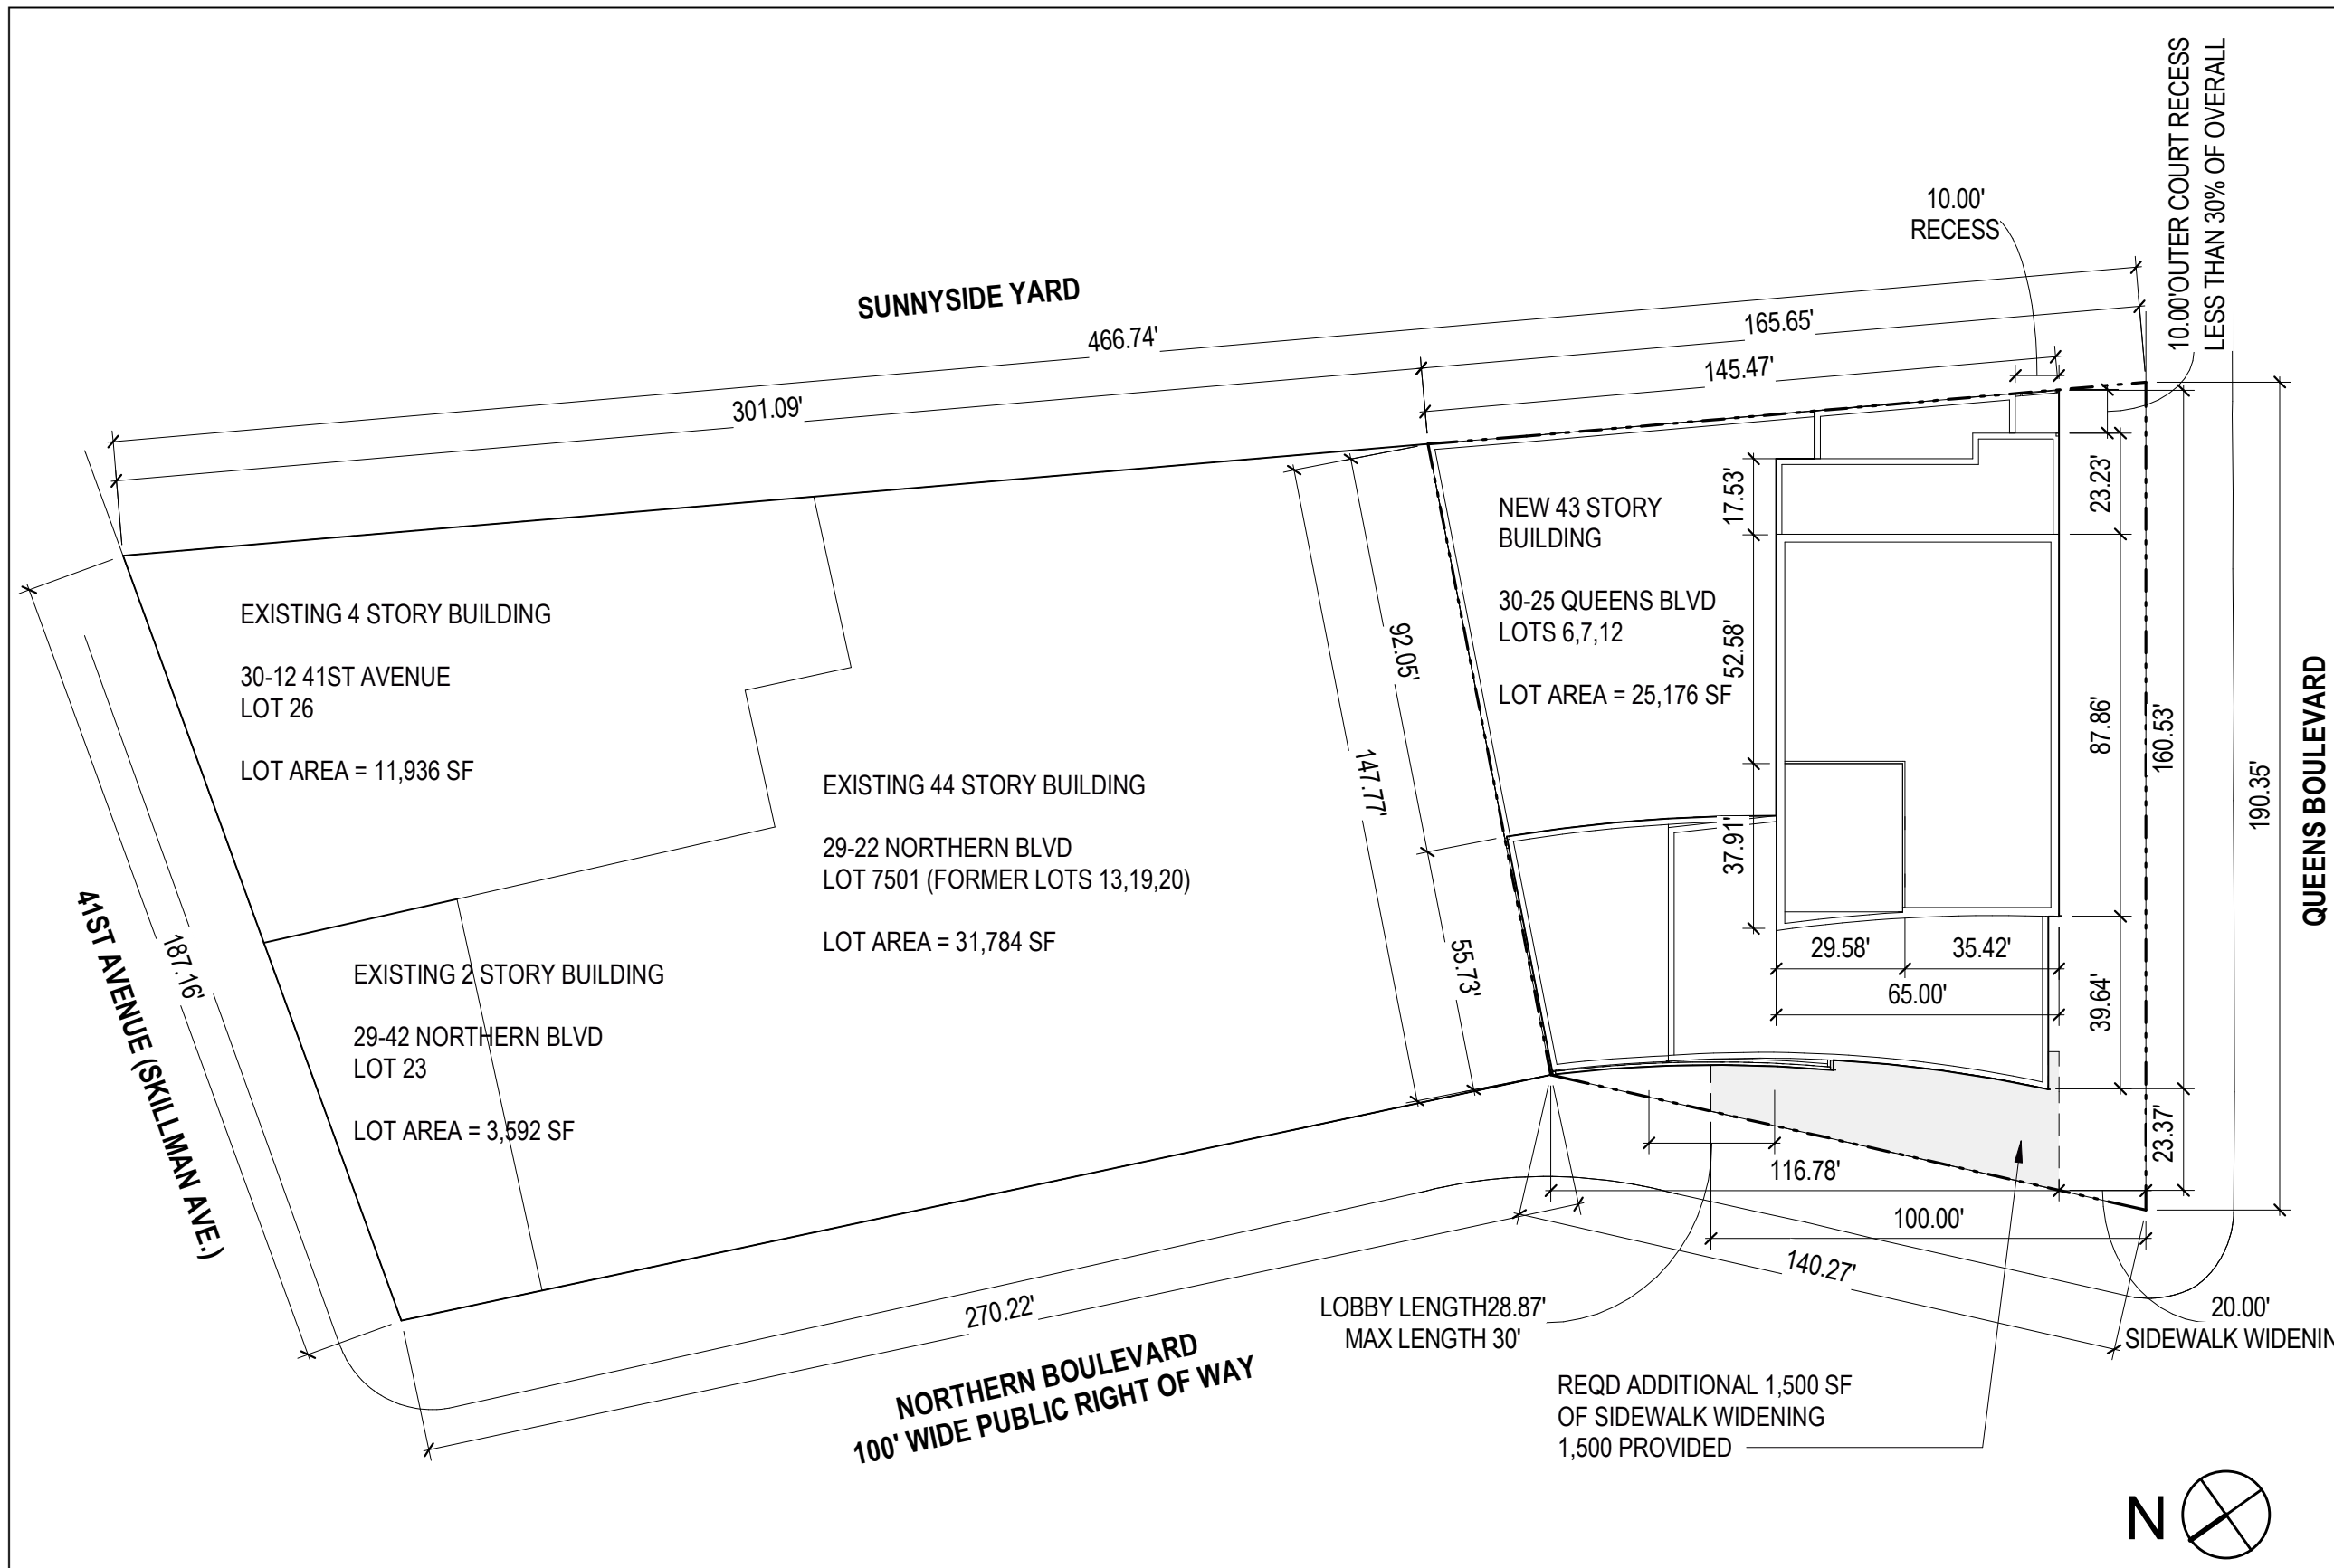 10.00'OUTER COURT RECESS
LESS THAN 30% OF OVERALL
10.00'
RECESS
SUNNYSIDE YARD
466.74'
165.65'
145.47'
301.09'
NEW 43 STORY
BUILDING
30-25 QUEENS BLVD
LOTS 6,7,12
LOT AREA = 25,176 SF
17.53'
52.58'
37.91'
23.23'
87.86'
39.64'
160.53'
23.37'
190.35'
QUEENS BOULEVARD
EXISTING 4 STORY BUILDING
30-12 41ST AVENUE
LOT 26
LOT AREA = 11,936 SF
92.05'
147.77'
55.73'
EXISTING 44 STORY BUILDING
29-22 NORTHERN BLVD
LOT 7501 (FORMER LOTS 13,19,20)
LOT AREA = 31,784 SF
29.58'
35.42'
65.00'
41ST AVENUE (SKILLMAN AVE.)
187.16'
EXISTING 2 STORY BUILDING
29-42 NORTHERN BLVD
LOT 23
LOT AREA = 3,592 SF
116.78'
100.00'
140.27'
270.22'
LOBBY LENGTH28.87'
MAX LENGTH 30'
20.00'
SIDEWALK WIDENIN
NORTHERN BOULEVARD
100' WIDE PUBLIC RIGHT OF WAY
REQD ADDITIONAL 1,500 SF
OF SIDEWALK WIDENING
1,500 PROVIDED
N